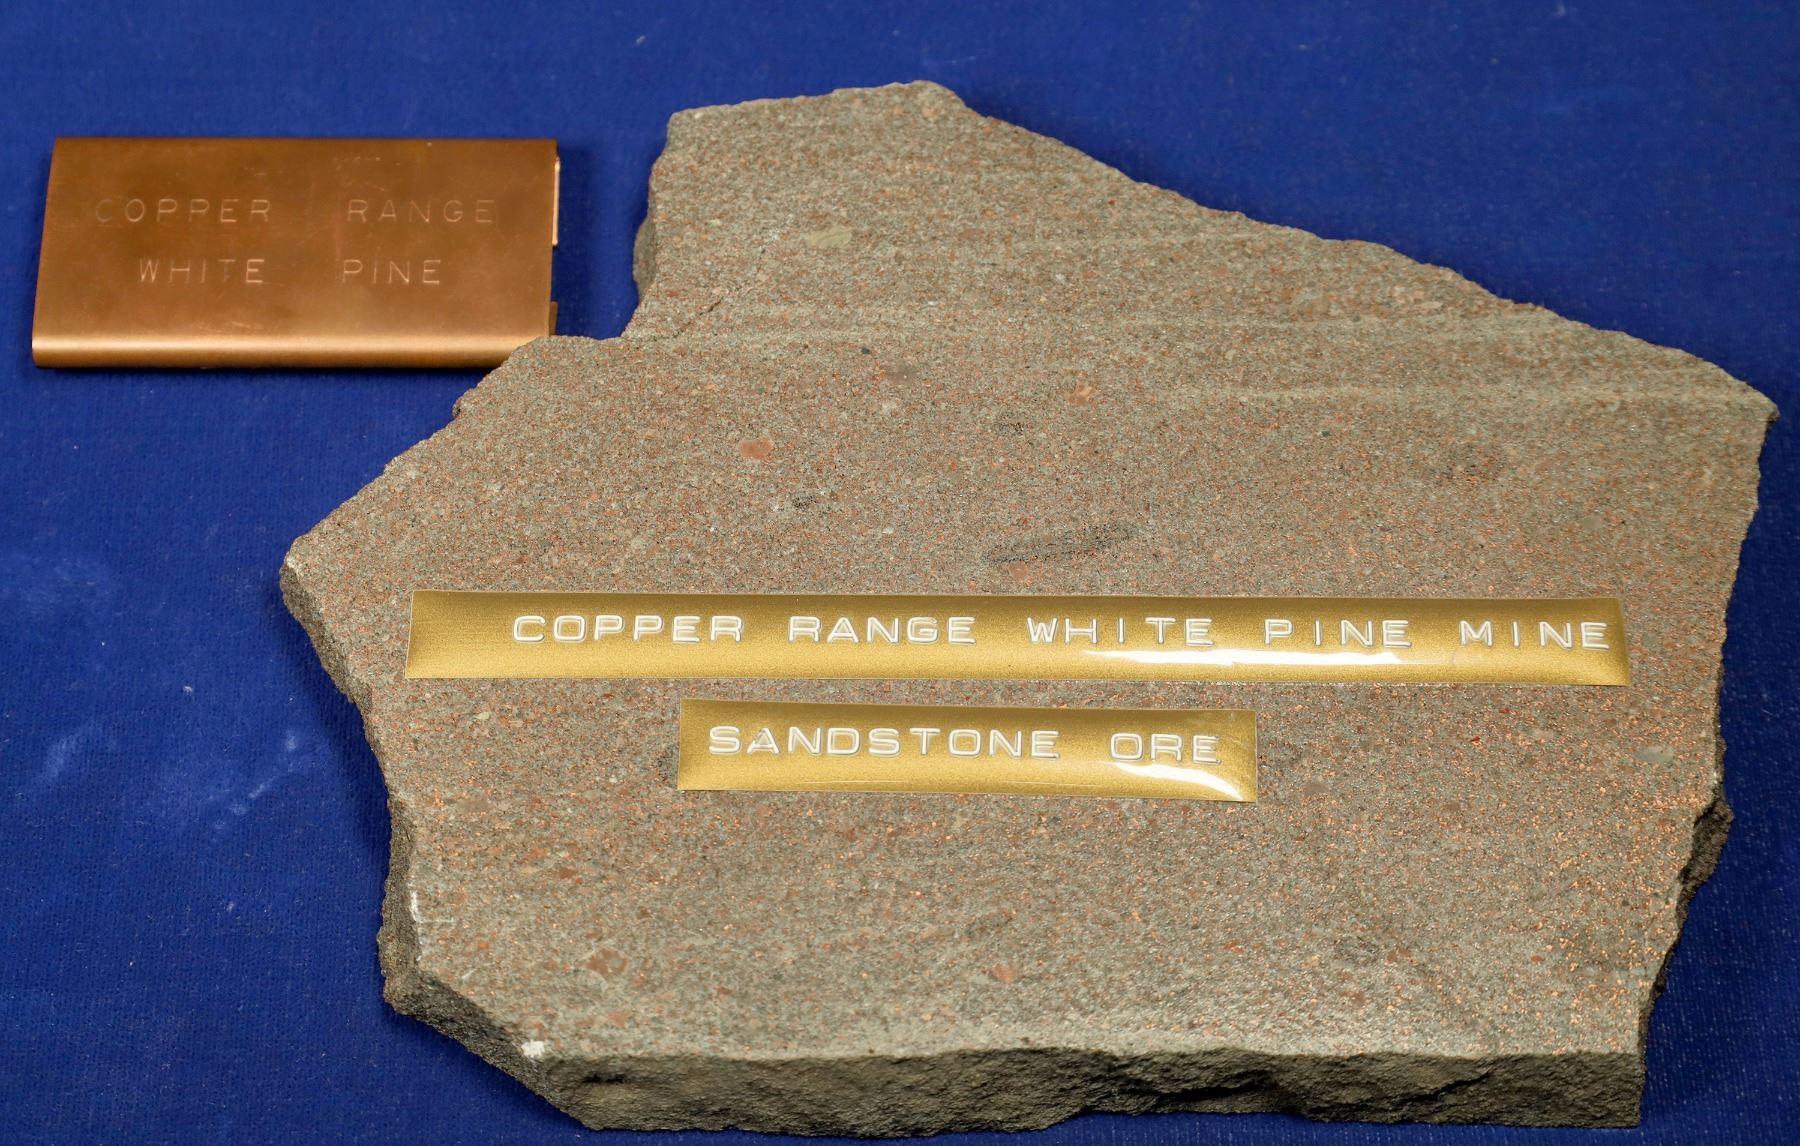 COPPER RANGE
WHITE PINE
COPPER RANGE WHITE PINE MINE
SANDSTONE ORE